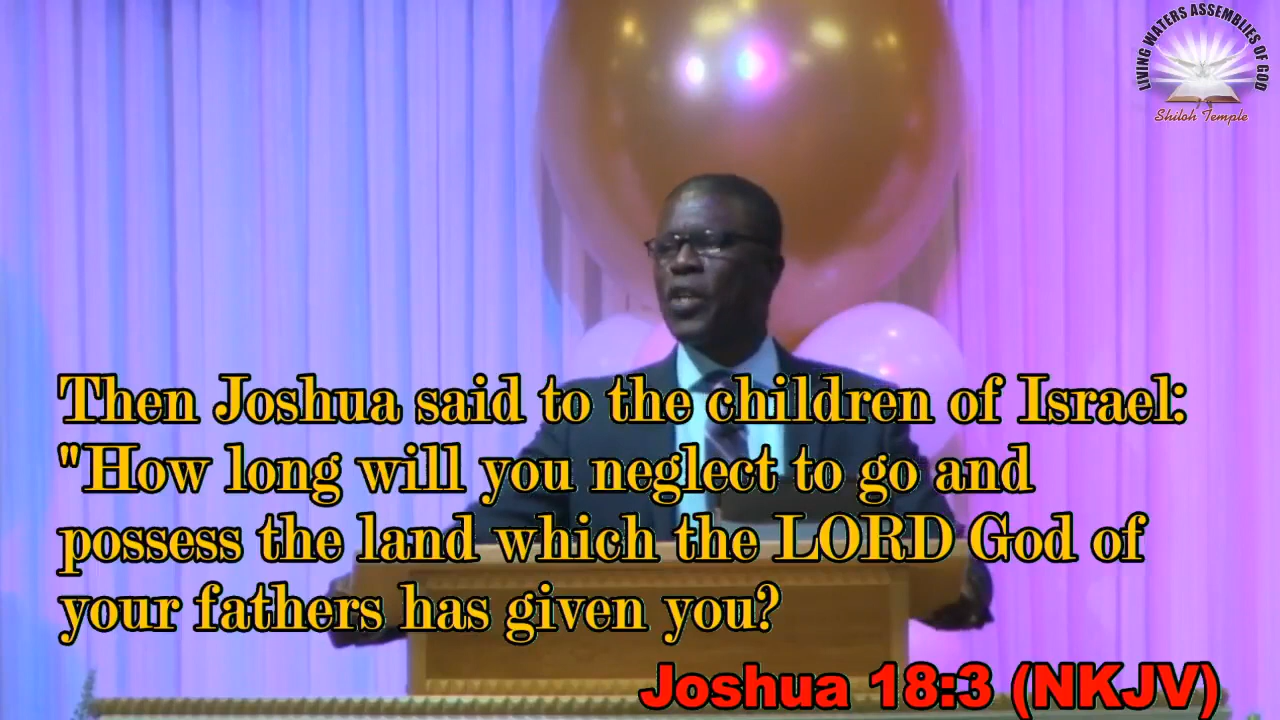 LIVING WATERS ASSEMBLIES OF GOD
Shiloh Temple
Then Joshua said to the children of Israel:
"How long will you neglect to go and
possess the land which the LORD God of
your fathers has given you?
Joshua 18:3 (NKJV)